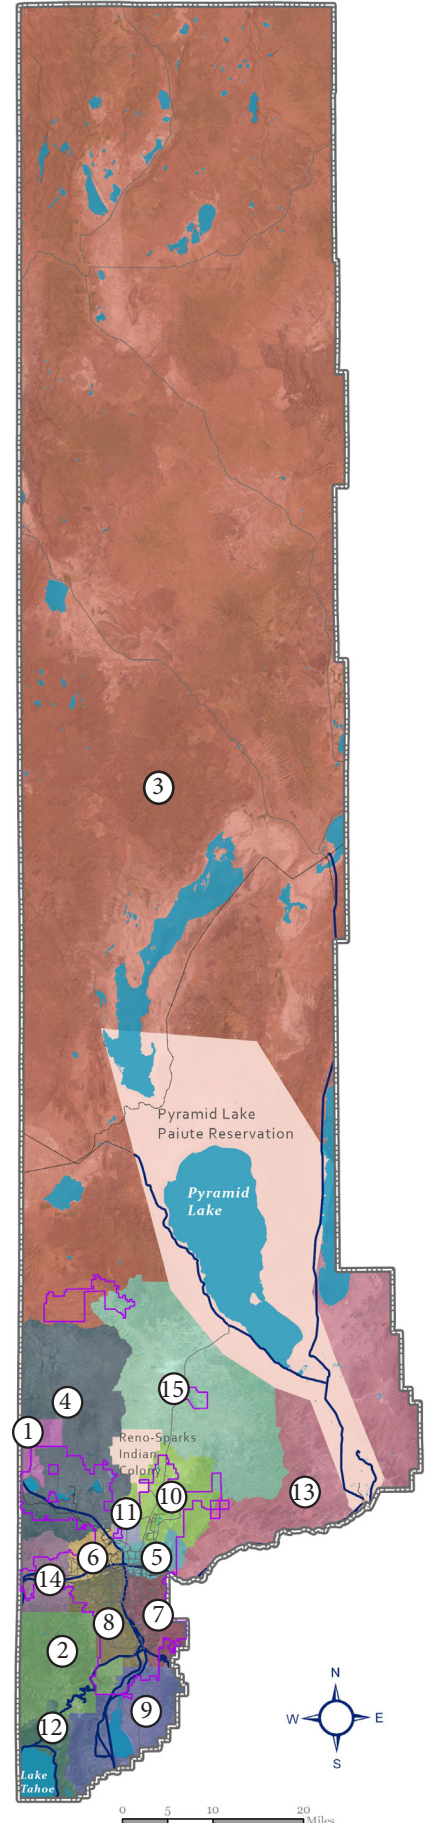 3
Pyramid Lake
Paiute Reservation
Pyramid
Lake
15
4
1
Reno-Sparks
Indian
Colony
10
13
11
6
5
14
7
8
2
9
12
N
W
E
S
Lake
Tahoe
0 5 10 20
Miles